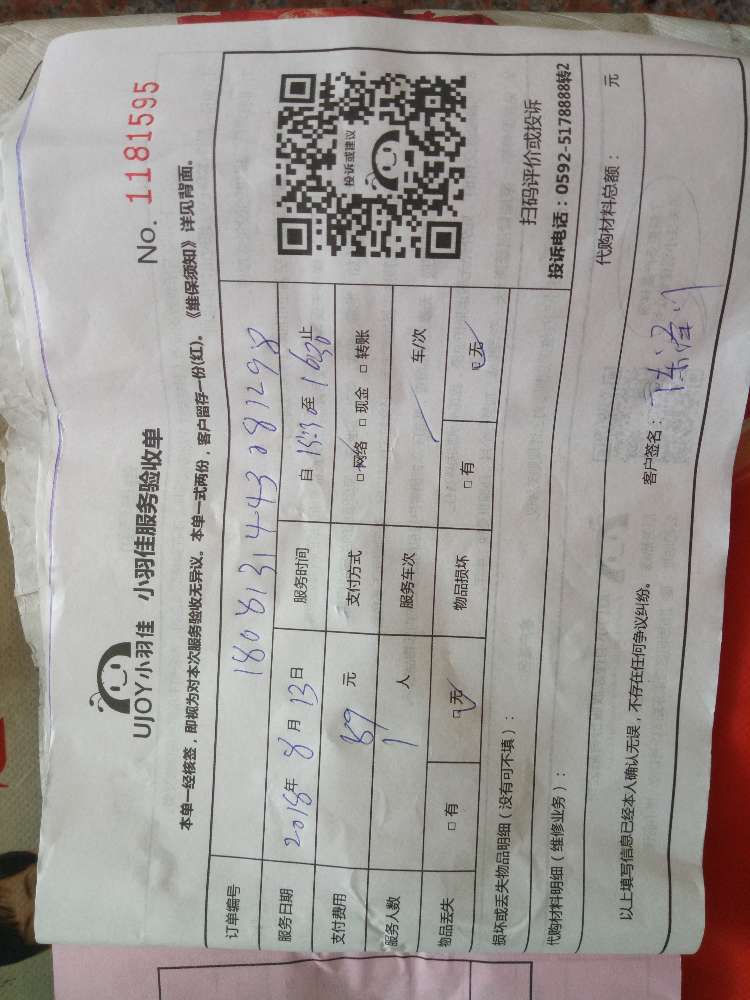 UJOY小羽佳 小羽佳服务验收单
No. 1181595
本单一经核签，即视为对本次服务验收无异议。本单一式两份，客户留存一份(红)。《维保须知》详见背面。
订单编号 180813144328 1298
服务日期 2018年 8月 13日 服务时间 自 至 1630止
支付费用 89 元 支付方式 □网络 □现金 □转账
服务人数 1 人 服务车次 / 车/次
物品丢失 □有 □无 物品损坏 □有 □无
投诉或建议
扫码评价或投诉
投诉电话：0592-5178888转2
损坏或丢失物品明细（没有可不填）：
代购材料明细（维修业务）： 代购材料总额： 元
以上填写信息已经本人确认无误，不存在任何争议纠纷。 客户签名：